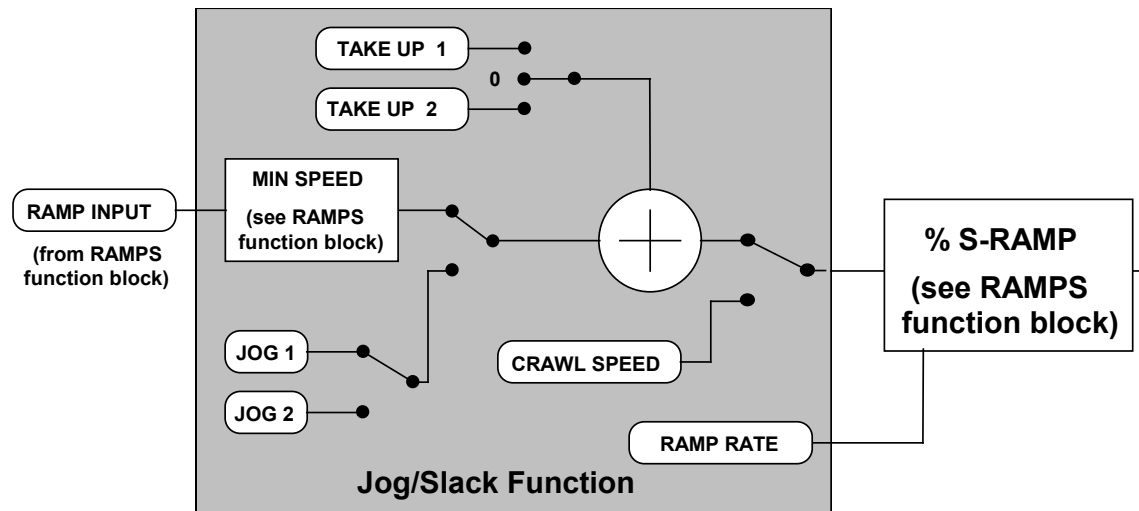 TAKE UP 1
0
TAKE UP 2
MIN SPEED
(see RAMPS
function block)
RAMP INPUT
(from RAMPS
function block)
% S-RAMP
(see RAMPS
function block)
JOG 1
CRAWL SPEED
JOG 2
RAMP RATE
Jog/Slack Function